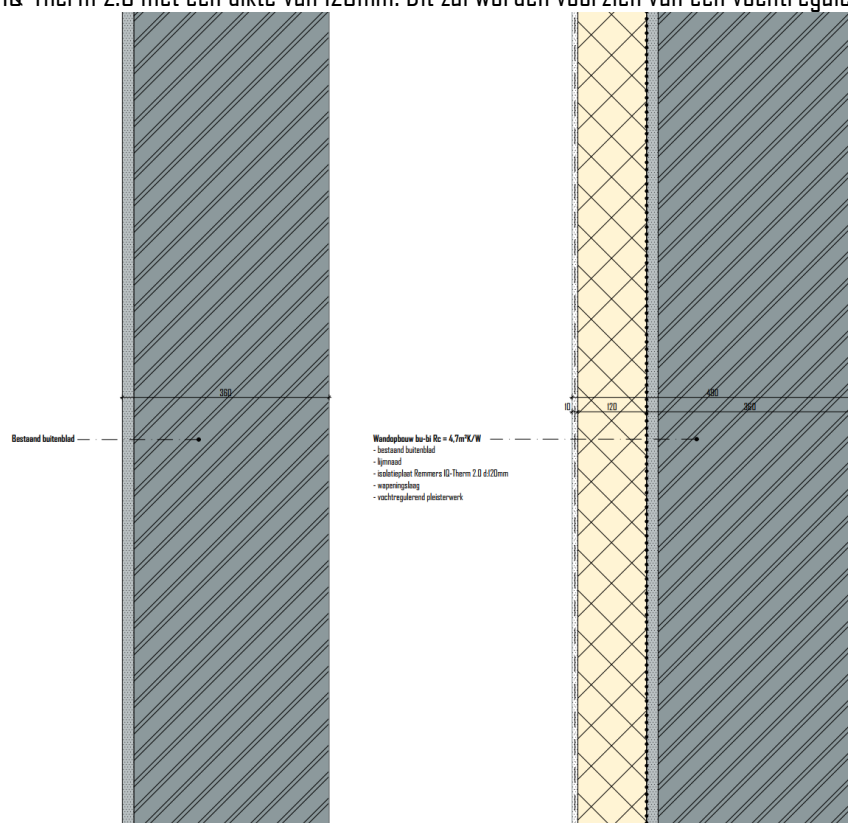 IQ-Therm 2.0 met een dikte van 120mm. Dit zal worden voorzien van een vochtregule
360
490
10
120
360
Bestaand buitenblad
Wandopbouw bu-bi Rc = 4,7m²K/W
- bestaand buitenblad
- lijmnaad
- isolatieplaat Remmers IQ-Therm 2.0 d:120mm
- wapeningslaag
- vochtregulerend pleisterwerk